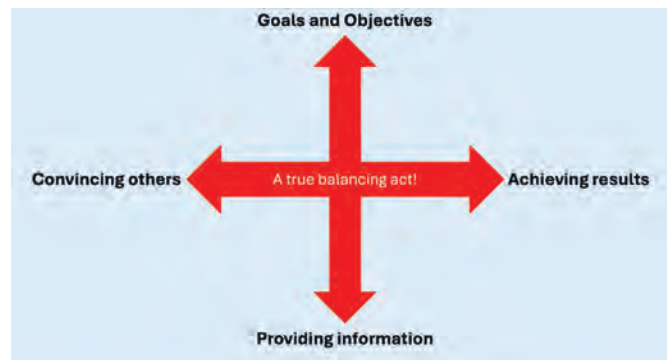 Goals and Objectives
Convincing others
A true balancing act!
Achieving results
Providing information